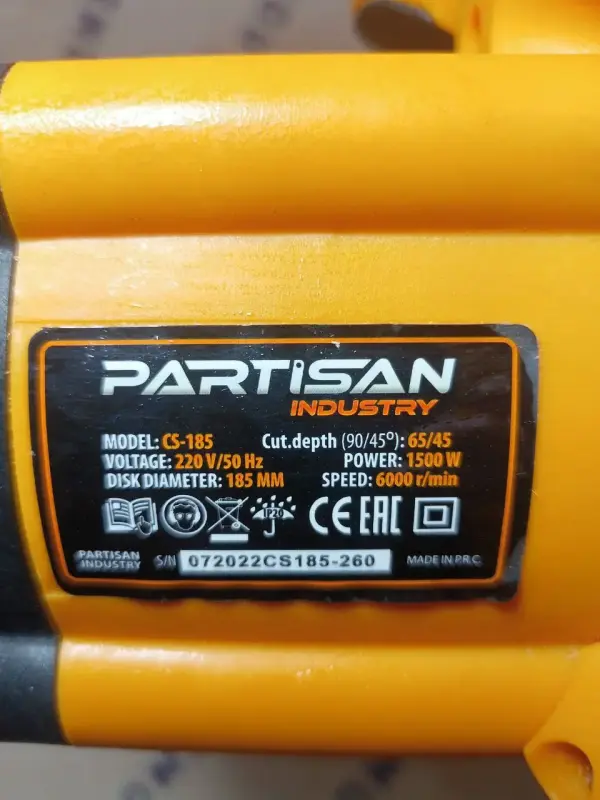 PARTISAN
INDUSTRY
MODEL: CS-185 Cut.depth (90/45º): 65/45
VOLTAGE: 220 V/50 Hz POWER: 1500 W
DISK DIAMETER: 185 MM SPEED: 6000 r/min
IP20 CE EAC
PARTISAN
INDUSTRY
S/N 072022CS185-260 MADE IN P.R.C